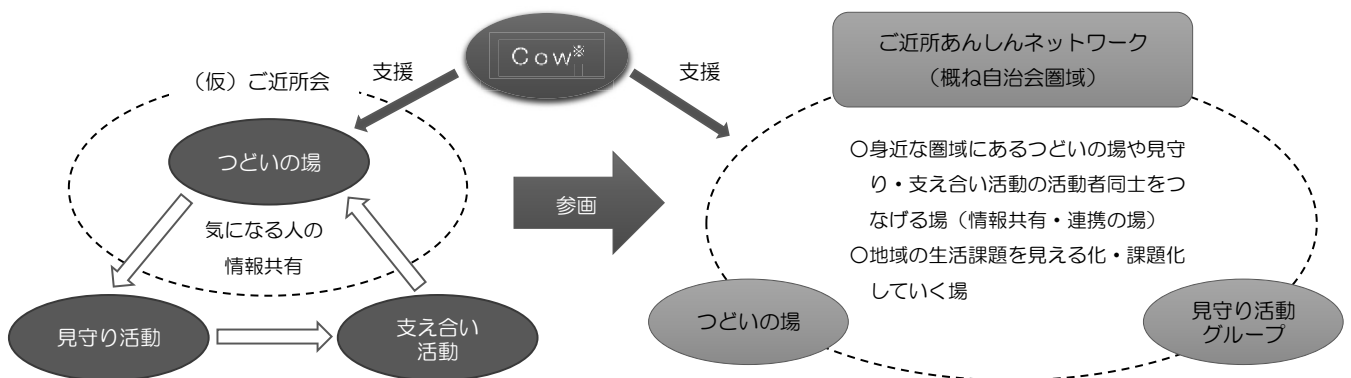 Ｃｏｗ※
支援
支援
（仮）ご近所会
つどいの場
気になる人の
情報共有
見守り活動
支え合い
活動
参画
ご近所あんしんネットワーク
（概ね自治会圏域）
〇身近な圏域にあるつどいの場や見守
り・支え合い活動の活動者同士をつ
なげる場（情報共有・連携の場）
〇地域の生活課題を見える化・課題化
していく場
つどいの場
見守り活動
グループ